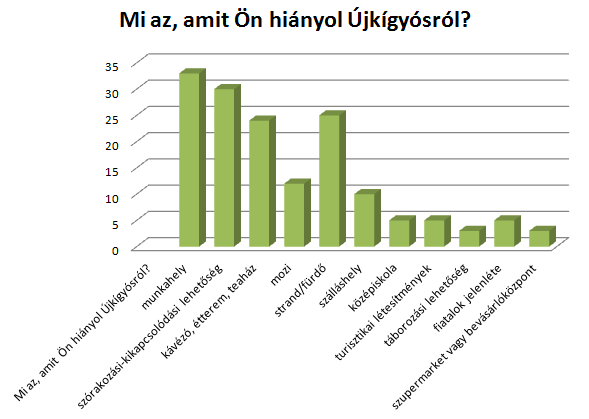 Mi az, amit Ön hiányol Újkígyósról?
35
30
25
20
15
10
5
0
Mi az, amit Ön hiányol Újkígyósról?
munkahely
szórakozási-kikapcsolódási lehetőség
kávézó, étterem, teaház
mozi
strand/fürdő
szálláshely
középiskola
turisztikai létesítmények
táborozási lehetőség
fiatalok jelenléte
szupermarket vagy bevásárlóközpont